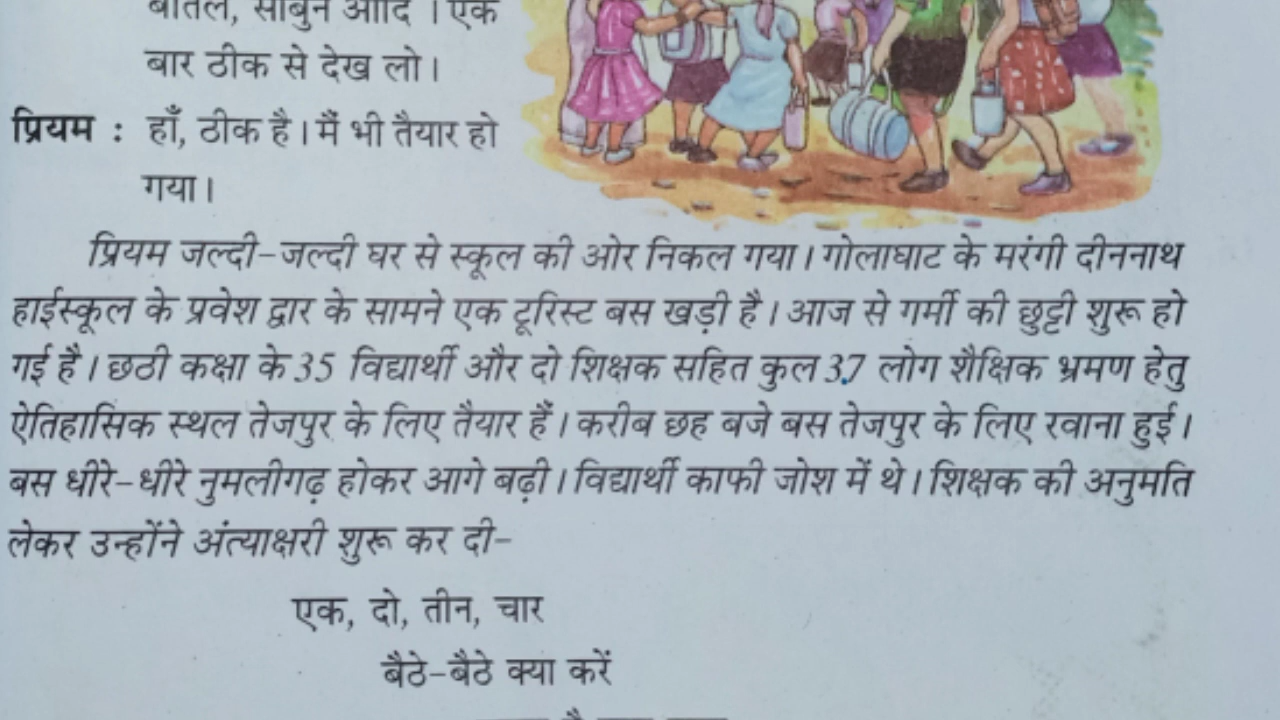 बोतल, साबुन आदि । एक
बार ठीक से देख लो।
प्रियम : हाँ, ठीक है। मैं भी तैयार हो
गया।
प्रियम जल्दी-जल्दी घर से स्कूल की ओर निकल गया। गोलाघाट के मरंगी दीननाथ
हाईस्कूल के प्रवेश द्वार के सामने एक टूरिस्ट बस खड़ी है। आज से गर्मी की छुट्टी शुरू हो
गई है। छठी कक्षा के 35 विद्यार्थी और दो शिक्षक सहित कुल 37 लोग शैक्षिक भ्रमण हेतु
ऐतिहासिक स्थल तेजपुर के लिए तैयार हैं। करीब छह बजे बस तेजपुर के लिए रवाना हुई।
बस धीरे-धीरे नुमलीगढ़ होकर आगे बढ़ी। विद्यार्थी काफी जोश में थे। शिक्षक की अनुमति
लेकर उन्होंने अंत्याक्षरी शुरू कर दी-
एक, दो, तीन, चार
बैठे-बैठे क्या करें